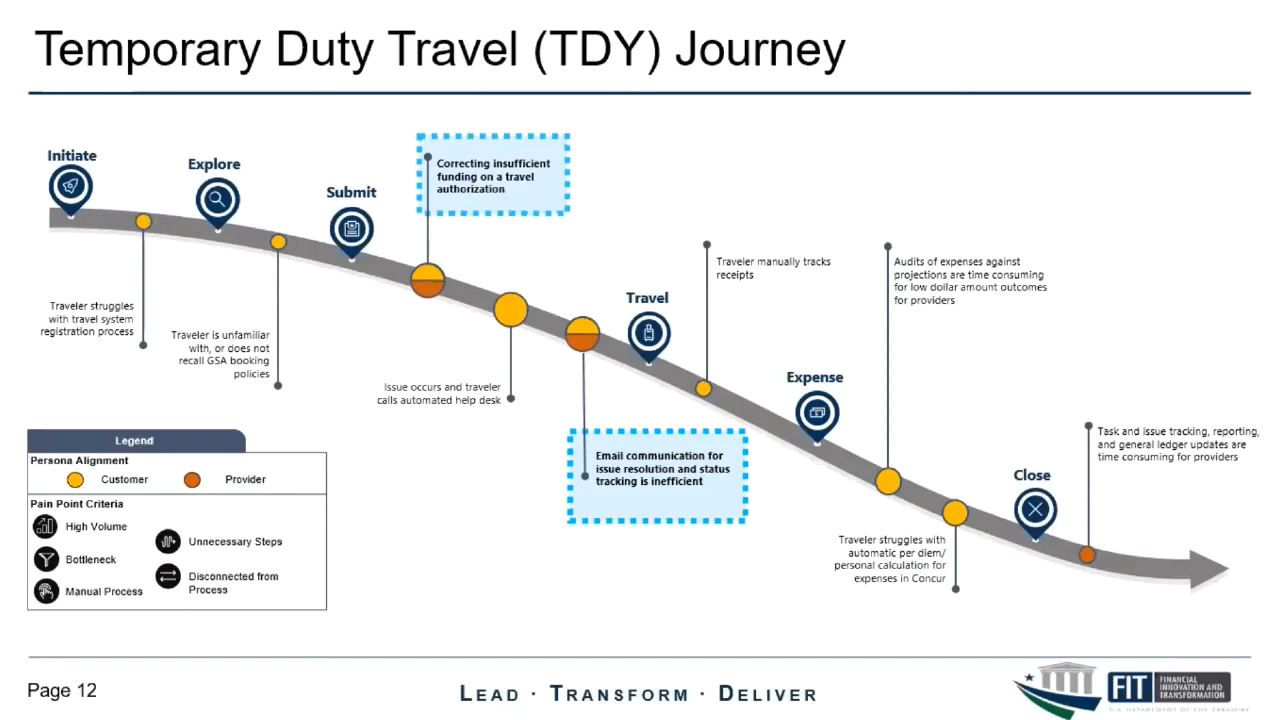 Temporary Duty Travel (TDY) Journey
Initiate
Explore
Submit
Correcting insufficient
funding on a travel
authorization
Traveler struggles
with travel system
registration process
Traveler is unfamiliar
with, or does not
recall GSA booking
policies
Issue occurs and traveler
calls automated help desk
Email communication for
issue resolution and status
tracking is inefficient
Travel
Traveler manually tracks
receipts
Expense
Audits of expenses against
projections are time consuming
for low dollar amount outcomes
for providers
Traveler struggles with
automatic per diem/
personal calculation for
expenses in Concur
Close
Task and issue tracking, reporting,
and general ledger updates are
time consuming for providers
Legend
Persona Alignment
Customer
Provider
Pain Point Criteria
High Volume
Bottleneck
Manual Process
Unnecessary Steps
Disconnected from
Process
Page 12
LEAD · TRANSFORM · DELIVER
FIT
FINANCIAL
INNOVATION AND
TRANSFORMATION
U.S. DEPARTMENT OF THE TREASURY